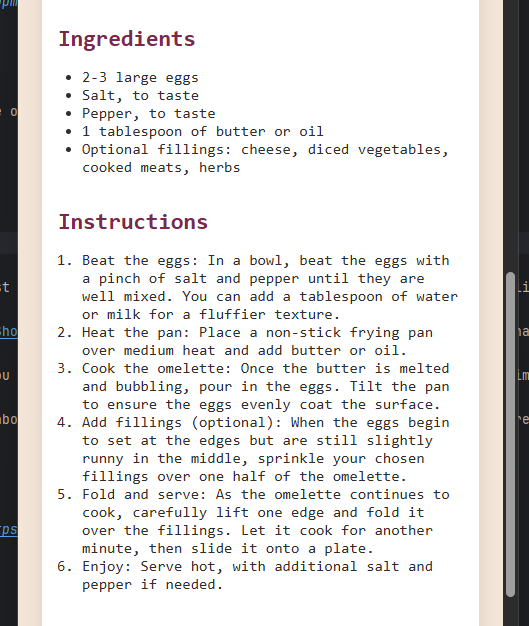 Ingredients
• 2-3 large eggs
• Salt, to taste
• Pepper, to taste
• 1 tablespoon of butter or oil
• Optional fillings: cheese, diced vegetables,
cooked meats, herbs
Instructions
1. Beat the eggs: In a bowl, beat the eggs with
a pinch of salt and pepper until they are
well mixed. You can add a tablespoon of water
or milk for a fluffier texture.
2. Heat the pan: Place a non-stick frying pan
over medium heat and add butter or oil.
3. Cook the omelette: Once the butter is melted
and bubbling, pour in the eggs. Tilt the pan
to ensure the eggs evenly coat the surface.
4. Add fillings (optional): When the eggs begin
to set at the edges but are still slightly
runny in the middle, sprinkle your chosen
fillings over one half of the omelette.
5. Fold and serve: As the omelette continues to
cook, carefully lift one edge and fold it
over the fillings. Let it cook for another
minute, then slide it onto a plate.
6. Enjoy: Serve hot, with additional salt and
pepper if needed.